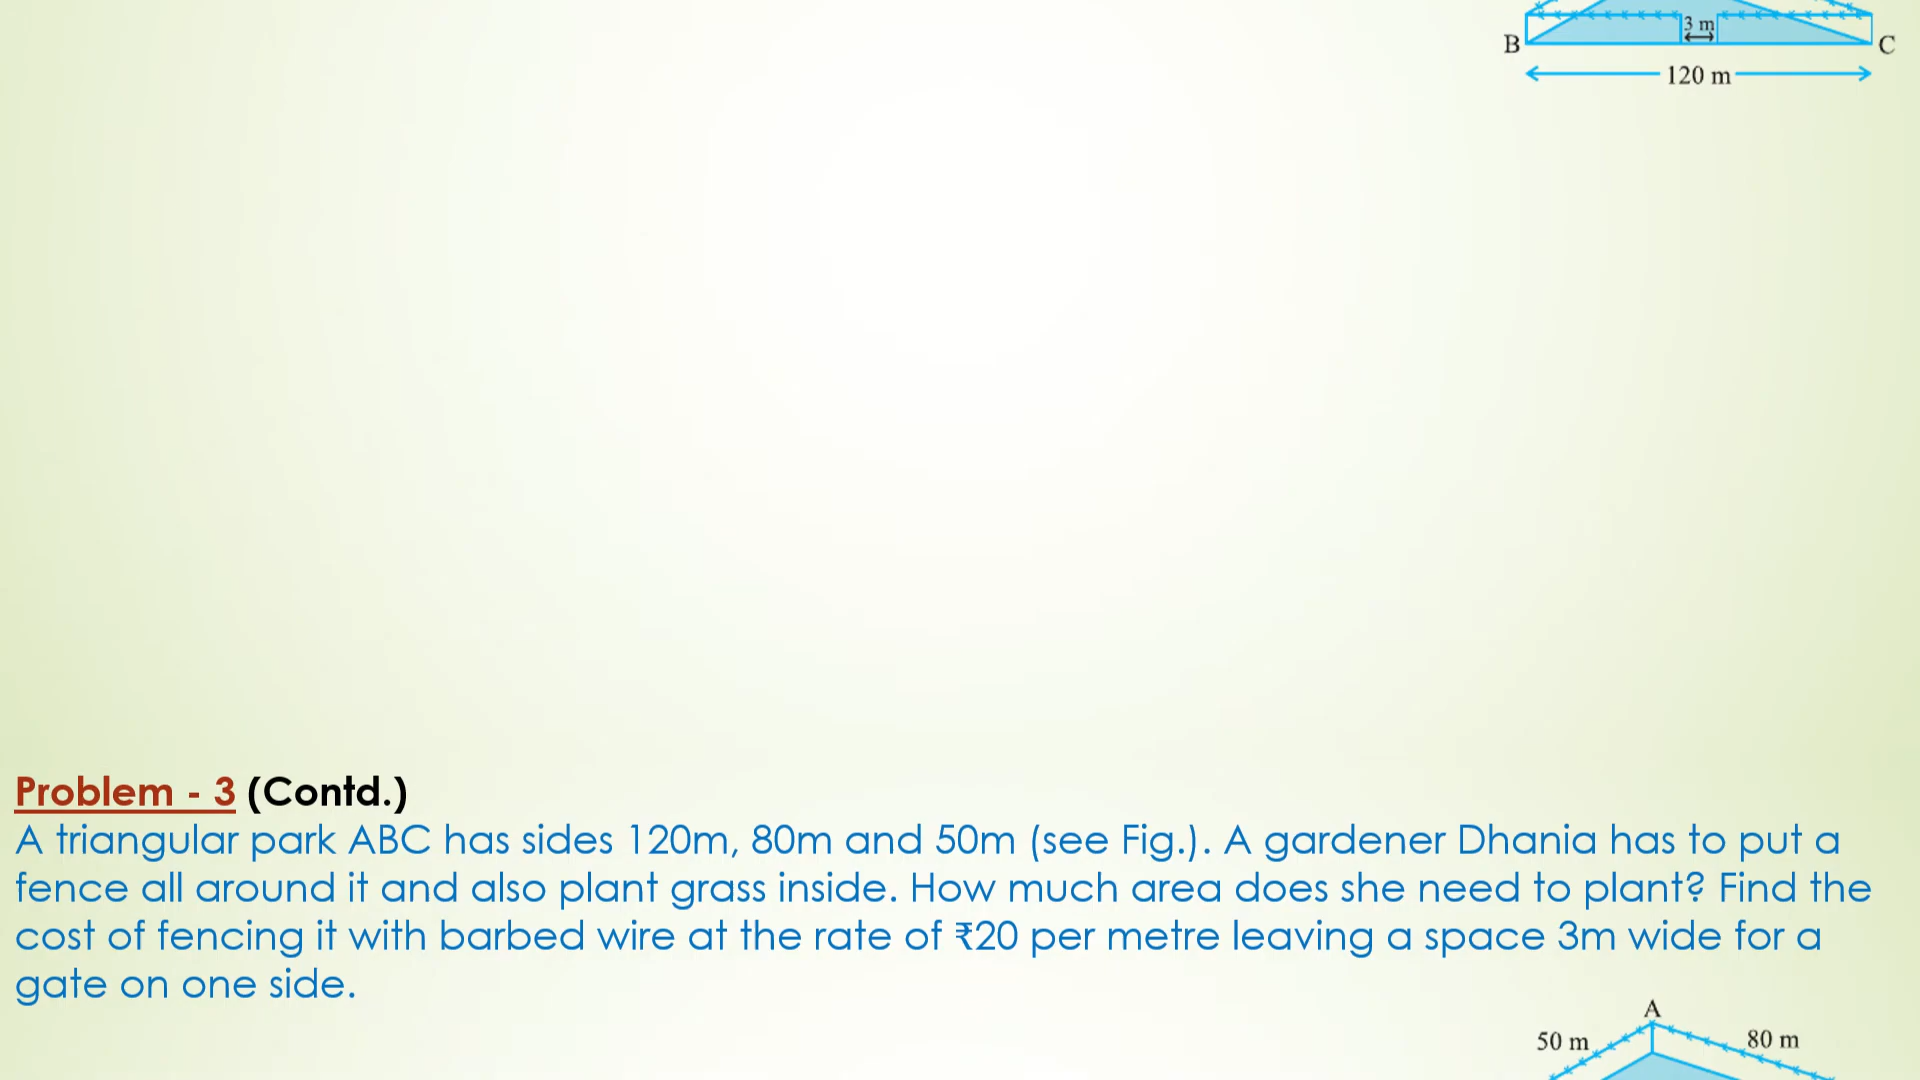 3 m
B
C
120 m
Problem - 3 (Contd.)
A triangular park ABC has sides 120m, 80m and 50m (see Fig.). A gardener Dhania has to put a
fence all around it and also plant grass inside. How much area does she need to plant? Find the
cost of fencing it with barbed wire at the rate of ₹20 per metre leaving a space 3m wide for a
gate on one side.
A
50 m
80 m